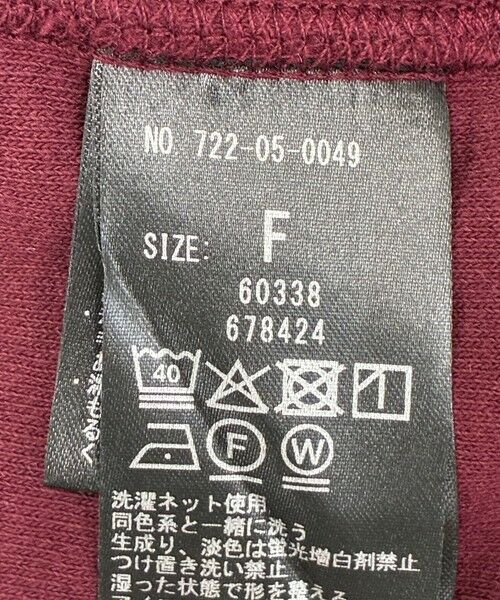 NO. 722-05-0049
SIZE: F
60338
678424
40
F W
洗濯ネット使用
同色系と一緒に洗う
生成り、淡色は蛍光増白剤禁止
つけ置き洗い禁止
湿った状態で形を整える